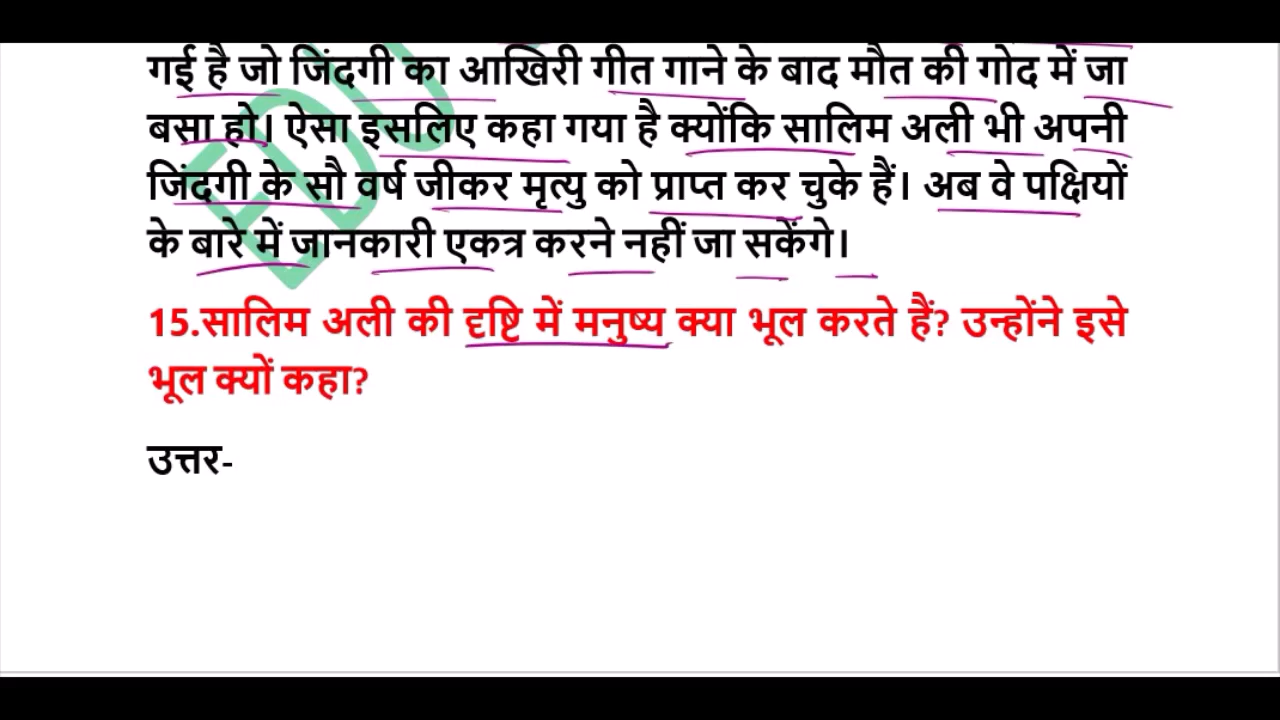 गई है जो जिंदगी का आखिरी गीत गाने के बाद मौत की गोद में जा
बसा हो। ऐसा इसलिए कहा गया है क्योंकि सालिम अली भी अपनी
जिंदगी के सौ वर्ष जीकर मृत्यु को प्राप्त कर चुके हैं। अब वे पक्षियों
के बारे में जानकारी एकत्र करने नहीं जा सकेंगे।
15.सालिम अली की दृष्टि में मनुष्य क्या भूल करते हैं? उन्होंने इसे
भूल क्यों कहा?
उत्तर-